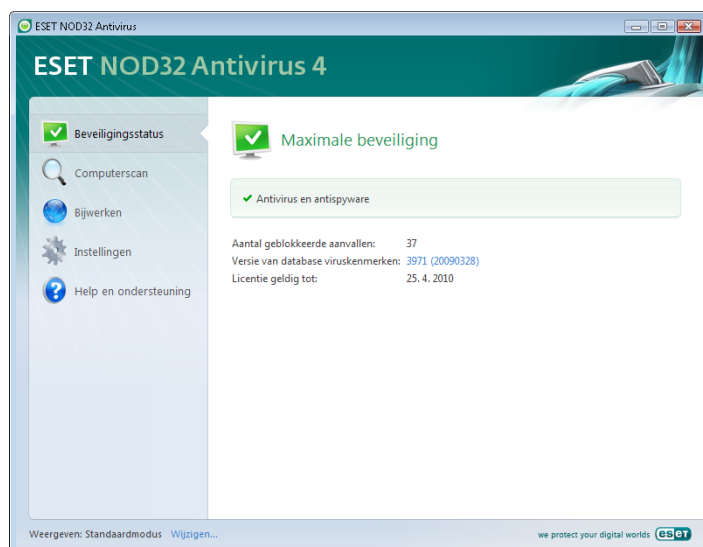 ESET NOD32 Antivirus
ESET NOD32 Antivirus 4
Beveiligingsstatus
Computerscan
Bijwerken
Instellingen
Help en ondersteuning
Maximale beveiliging
Antivirus en antispyware
Aantal geblokkeerde aanvallen: 37
Versie van database viruskenmerken: 3971 (20090328)
Licentie geldig tot: 25. 4. 2010
Weergeven: Standaardmodus Wijzigen...
we protect your digital worlds eset